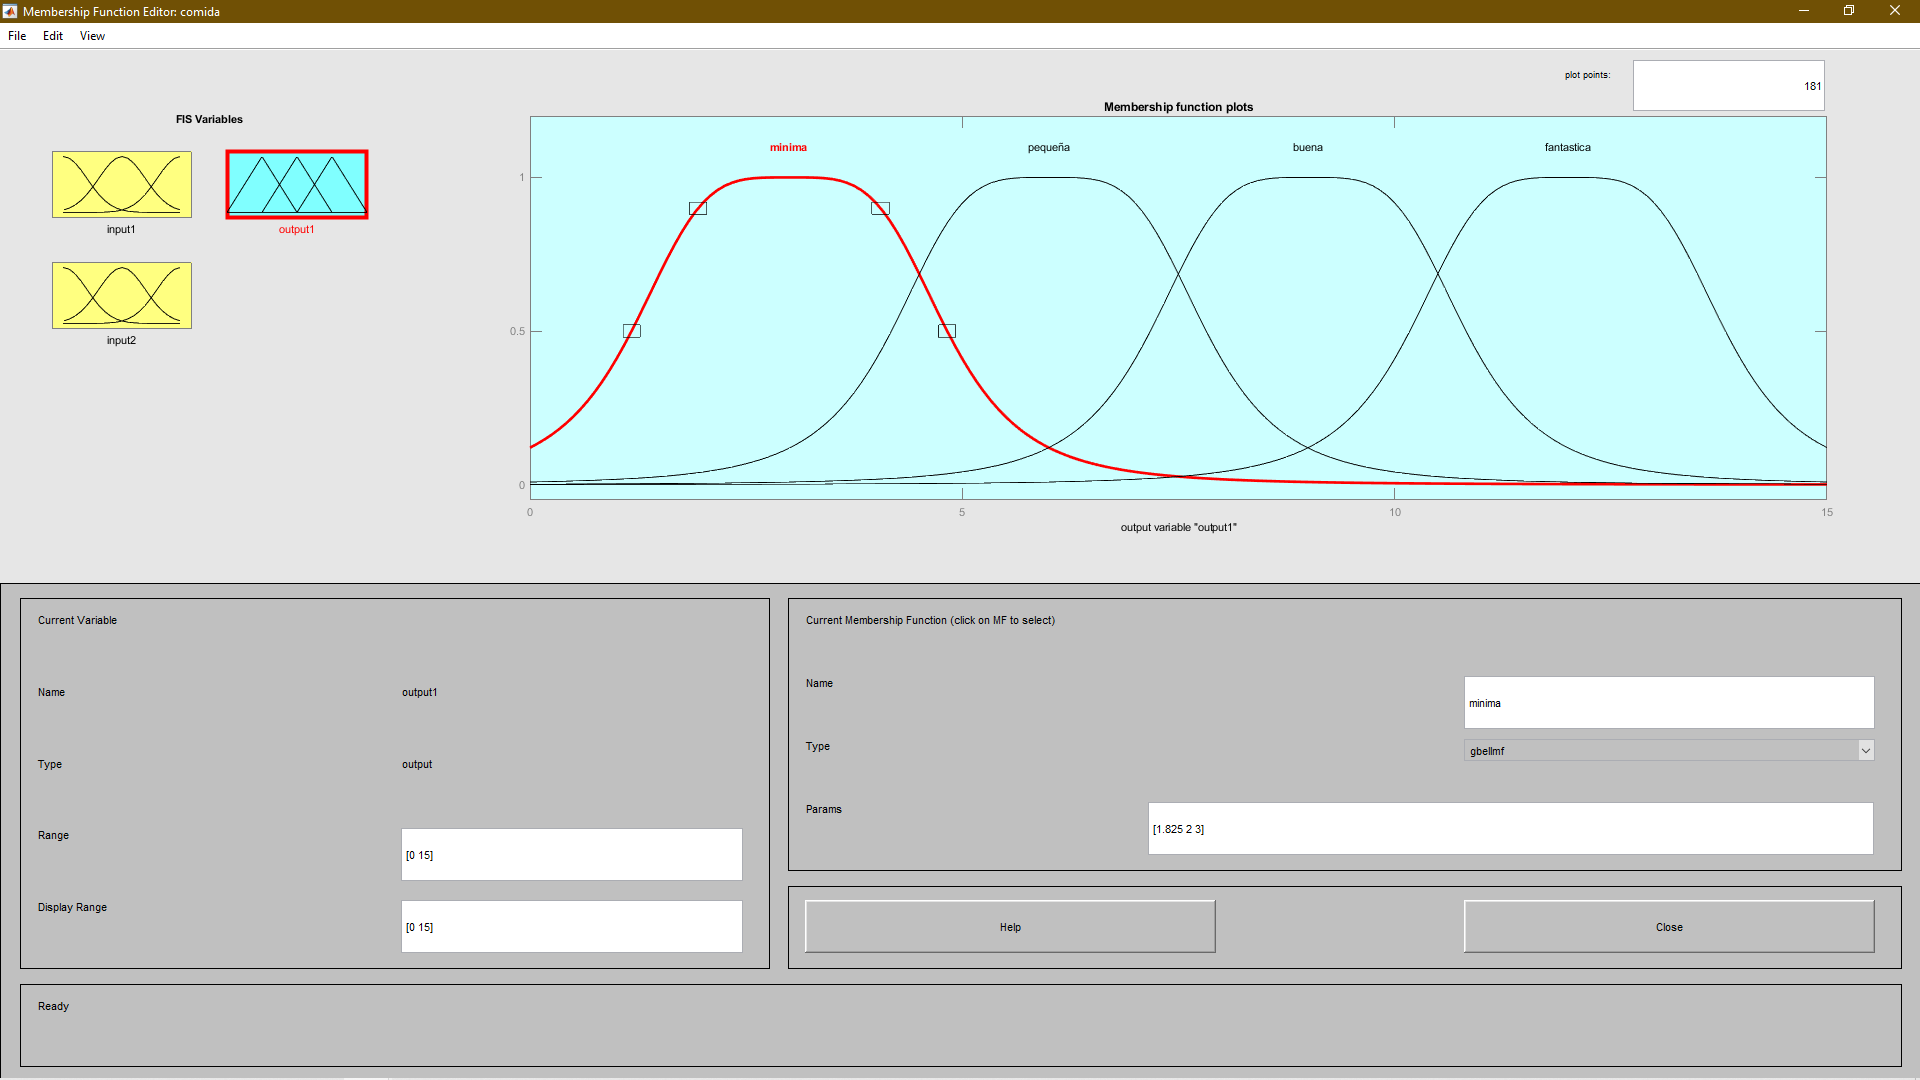 Membership Function Editor: comida
File Edit View
plot points:
181
FIS Variables
input1
output1
input2
Membership function plots
minima
pequeña
buena
fantastica
1
0.5
0
0
5
10
15
output variable "output1"
Current Variable
Name
output1
Type
output
Range
[0 15]
Display Range
[0 15]
Current Membership Function (click on MF to select)
Name
minima
Type
gbellmf
Params
[1.825 2 3]
Help
Close
Ready